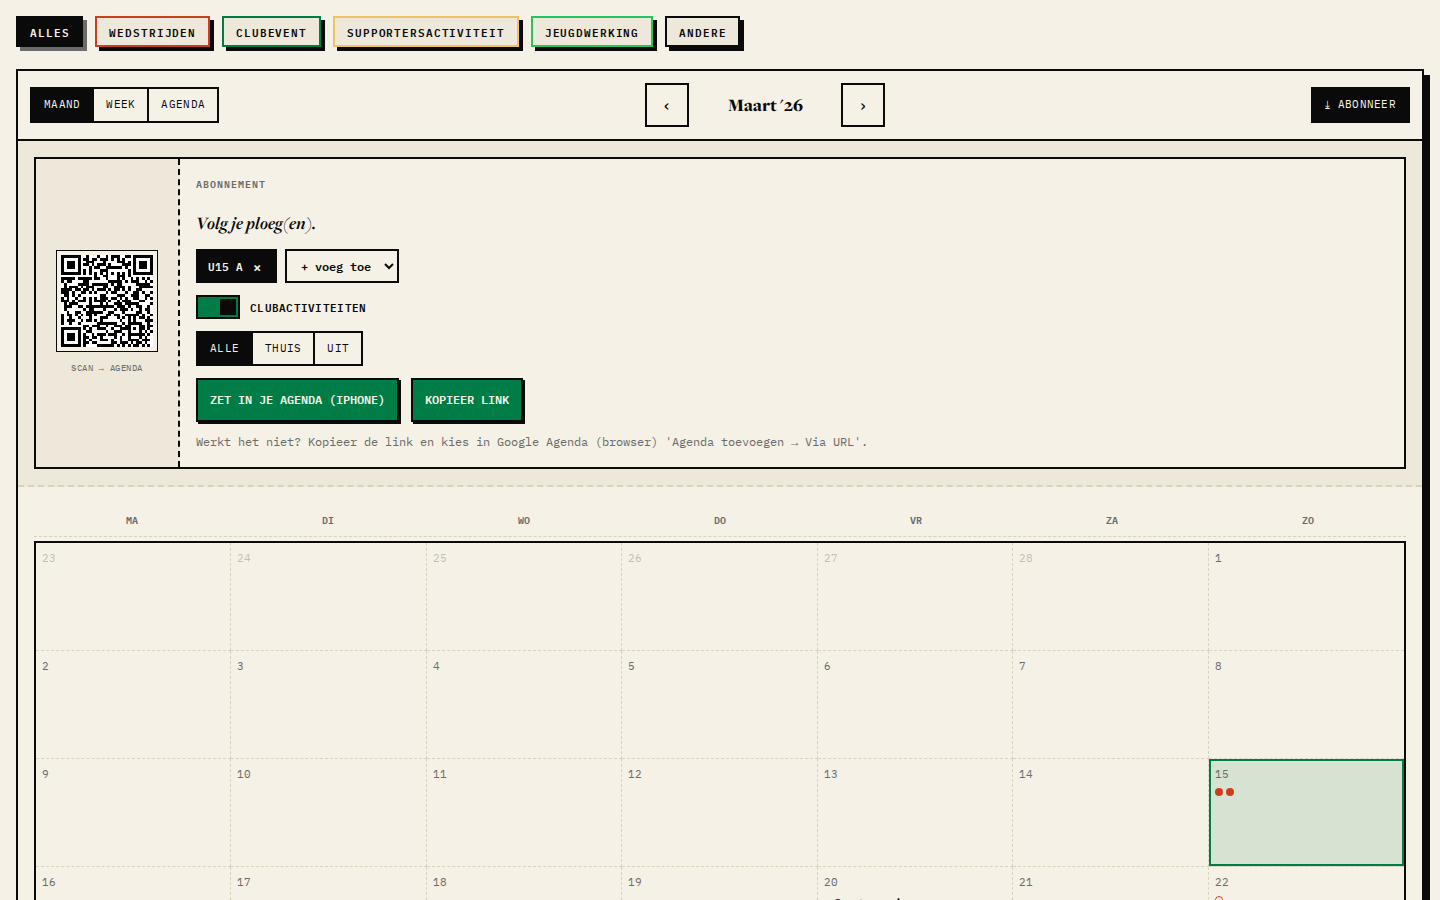 ALLES WEDSTRIJDEN CLUBEVENT SUPPORTERSACTIVITEIT JEUGDWERKING ANDERE
MAAND WEEK AGENDA ‹ Maart '26 › ⤓ ABONNEER
ABONNEMENT
Volg je ploeg(en).
U15 A × + voeg toe
CLUBACTIVITEITEN
ALLE THUIS UIT
SCAN → AGENDA
ZET IN JE AGENDA (IPHONE) KOPIEER LINK
Werkt het niet? Kopieer de link en kies in Google Agenda (browser) 'Agenda toevoegen → Via URL'.
MA DI WO DO VR ZA ZO
23 24 25 26 27 28 1
2 3 4 5 6 7 8
9 10 11 12 13 14 15
16 17 18 19 20 21 22